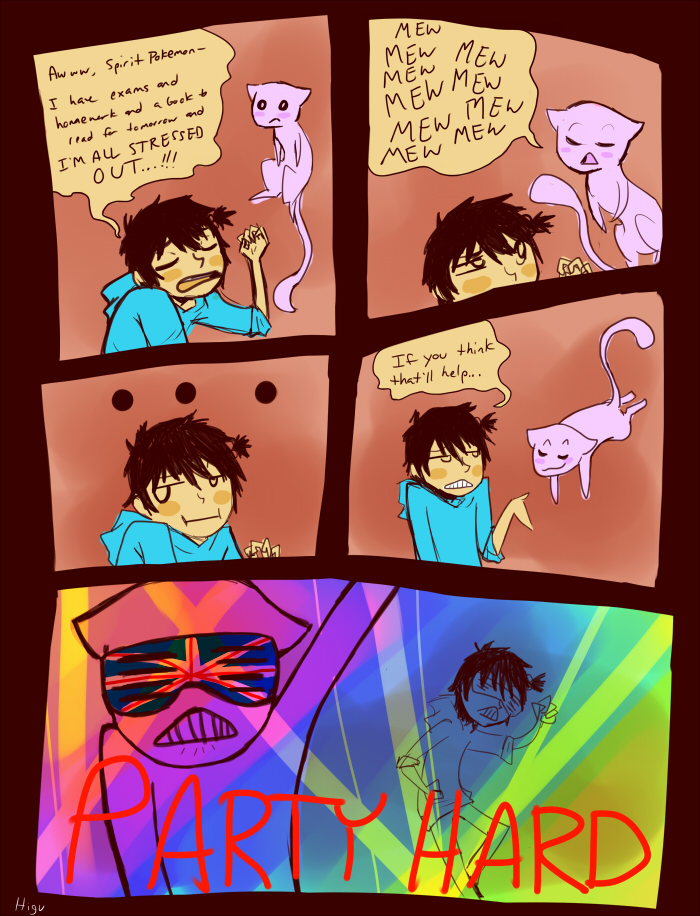 Awww, Spirit Pokemon—
I have exams and
homework and a book to
read for tomorrow and
I'M ALL STRESSED
OUT...!!!
MEW
MEW MEW
MEW
MEW MEW
MEW MEW
MEW MEW
...
If you think
that'll help...
PARTY HARD
Higu